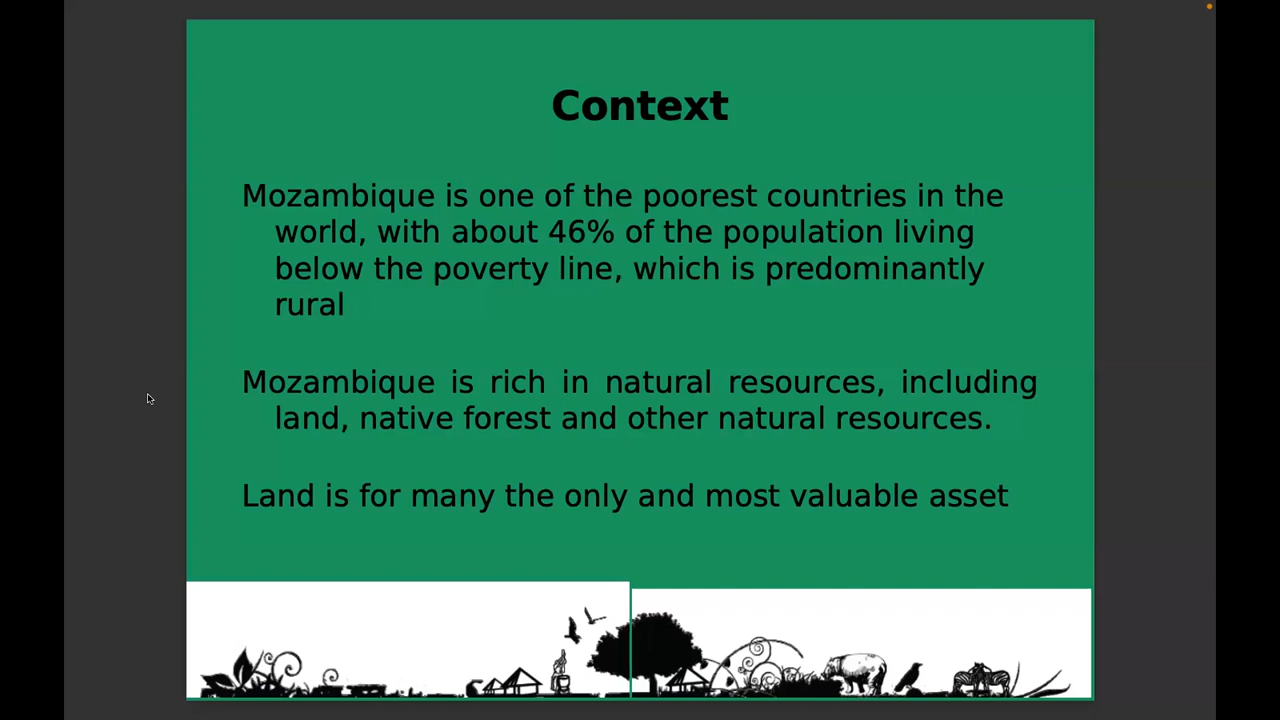 Context
Mozambique is one of the poorest countries in the
world, with about 46% of the population living
below the poverty line, which is predominantly
rural
Mozambique is rich in natural resources, including
land, native forest and other natural resources.
Land is for many the only and most valuable asset